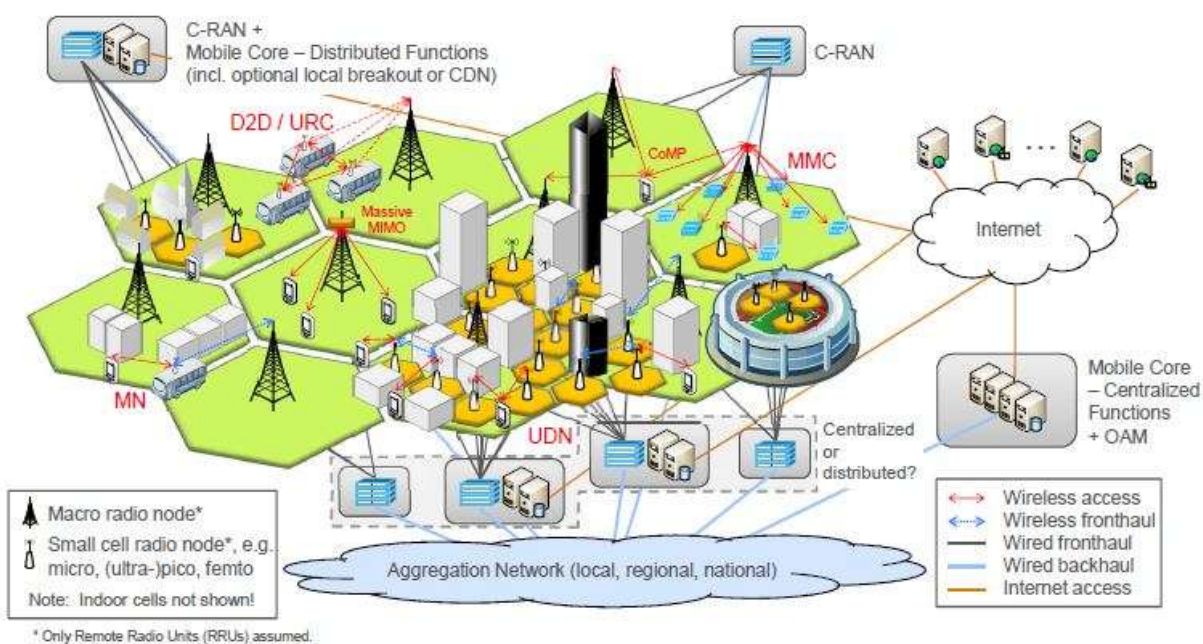 C-RAN +
Mobile Core – Distributed Functions
(incl. optional local breakout or CDN)
C-RAN
D2D / URC
CoMP
MMC
Massive
MIMO
Internet
MN
UDN
Centralized
or
distributed?
Mobile Core
– Centralized
Functions
+ OAM
Macro radio node*
Small cell radio node*, e.g.
micro, (ultra-)pico, femto
Note: Indoor cells not shown!
Aggregation Network (local, regional, national)
Wireless access
Wireless fronthaul
Wired fronthaul
Wired backhaul
Internet access
* Only Remote Radio Units (RRUs) assumed.